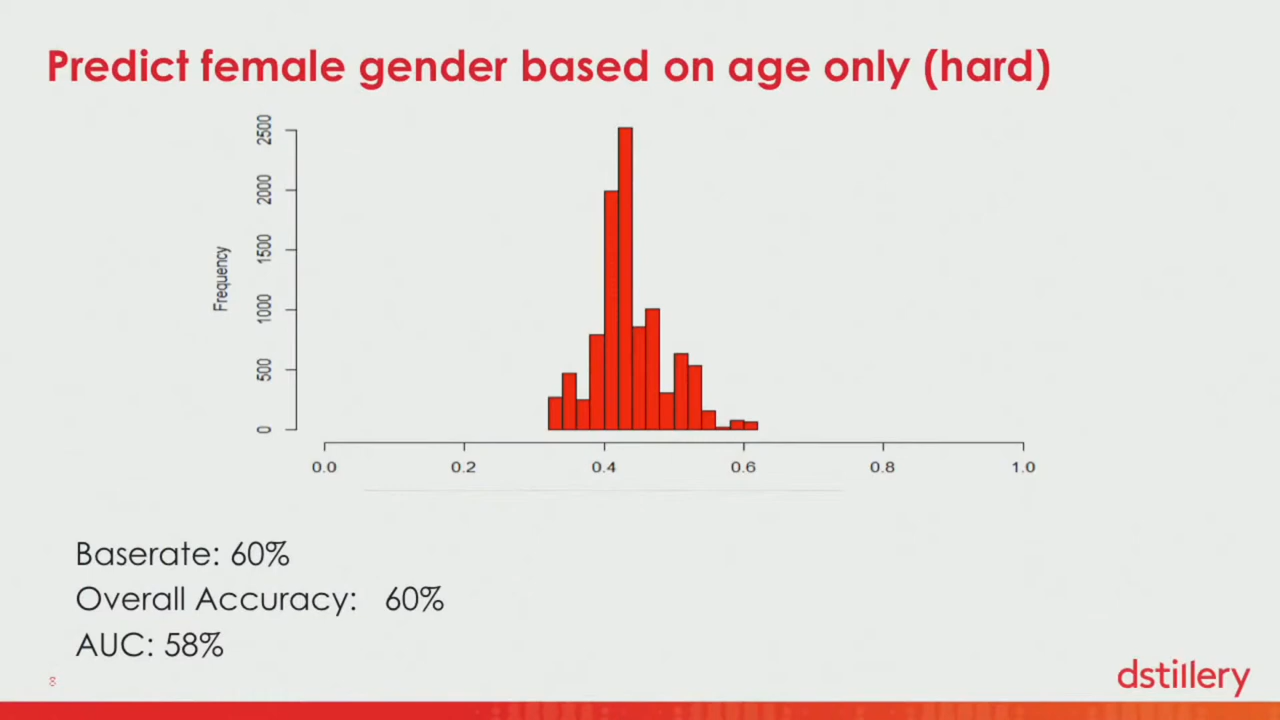 Predict female gender based on age only (hard)
2500
2000
1500
1000
500
0
Frequency
0.0 0.2 0.4 0.6 0.8 1.0
Baserate: 60%
Overall Accuracy: 60%
AUC: 58%
8
dstillery